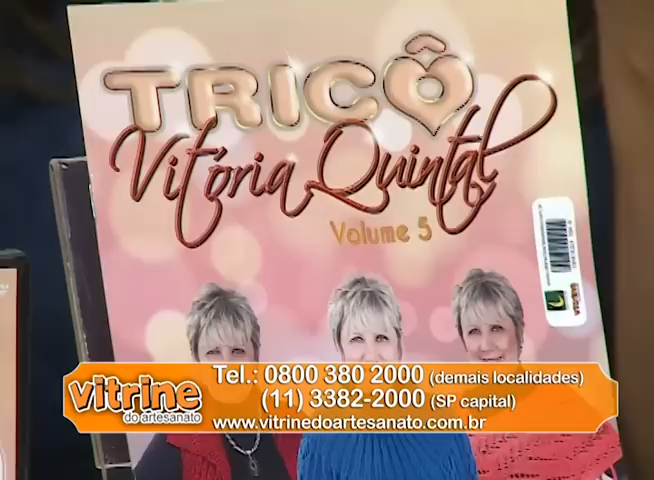 TRICÔ
Vitória Quintal
Volume 5
vitrine
do artesanato
Tel.: 0800 380 2000 (demais localidades)
(11) 3382-2000 (SP capital)
www.vitrinedoartesanato.com.br